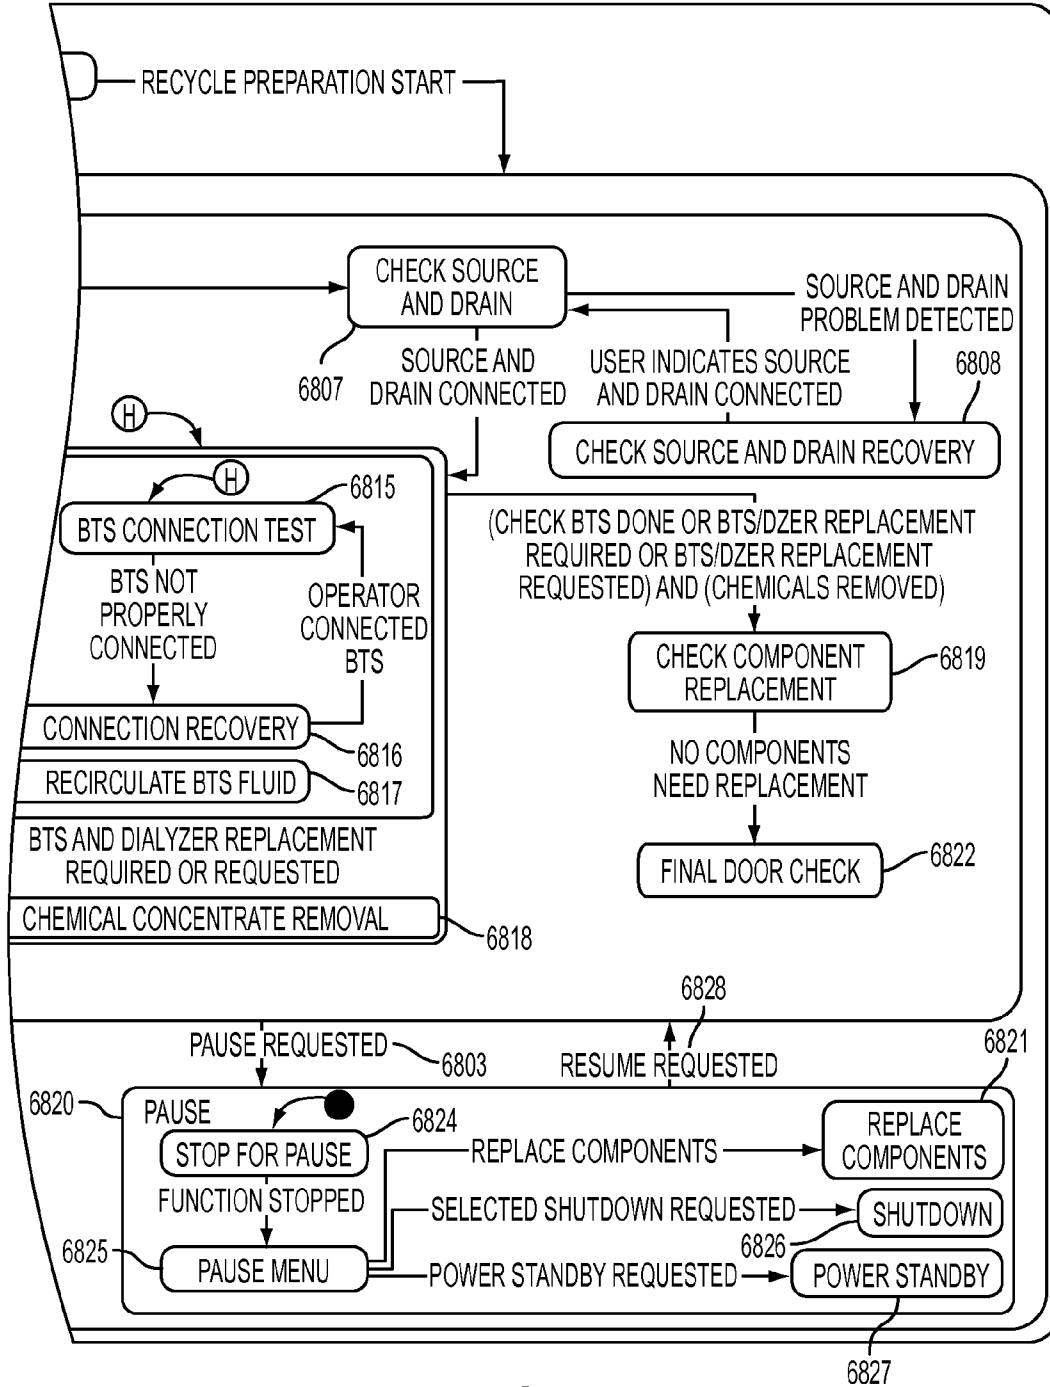 RECYCLE PREPARATION START
CHECK SOURCE
AND DRAIN
SOURCE AND DRAIN
PROBLEM DETECTED
6807
SOURCE AND
DRAIN CONNECTED
USER INDICATES SOURCE
AND DRAIN CONNECTED
6808
CHECK SOURCE AND DRAIN RECOVERY
H
H
6815
BTS CONNECTION TEST
BTS NOT
PROPERLY
CONNECTED
OPERATOR
CONNECTED
BTS
(CHECK BTS DONE OR BTS/DZER REPLACEMENT
REQUIRED OR BTS/DZER REPLACEMENT
REQUESTED) AND (CHEMICALS REMOVED)
CHECK COMPONENT
REPLACEMENT
6819
CONNECTION RECOVERY
6816
RECIRCULATE BTS FLUID
6817
NO COMPONENTS
NEED REPLACEMENT
BTS AND DIALYZER REPLACEMENT
REQUIRED OR REQUESTED
FINAL DOOR CHECK
6822
CHEMICAL CONCENTRATE REMOVAL
6818
PAUSE REQUESTED
6803
6828
RESUME REQUESTED
6821
6820
PAUSE
6824
STOP FOR PAUSE
REPLACE COMPONENTS
REPLACE
COMPONENTS
FUNCTION STOPPED
SELECTED SHUTDOWN REQUESTED
SHUTDOWN
6826
6825
PAUSE MENU
POWER STANDBY REQUESTED
POWER STANDBY
6827